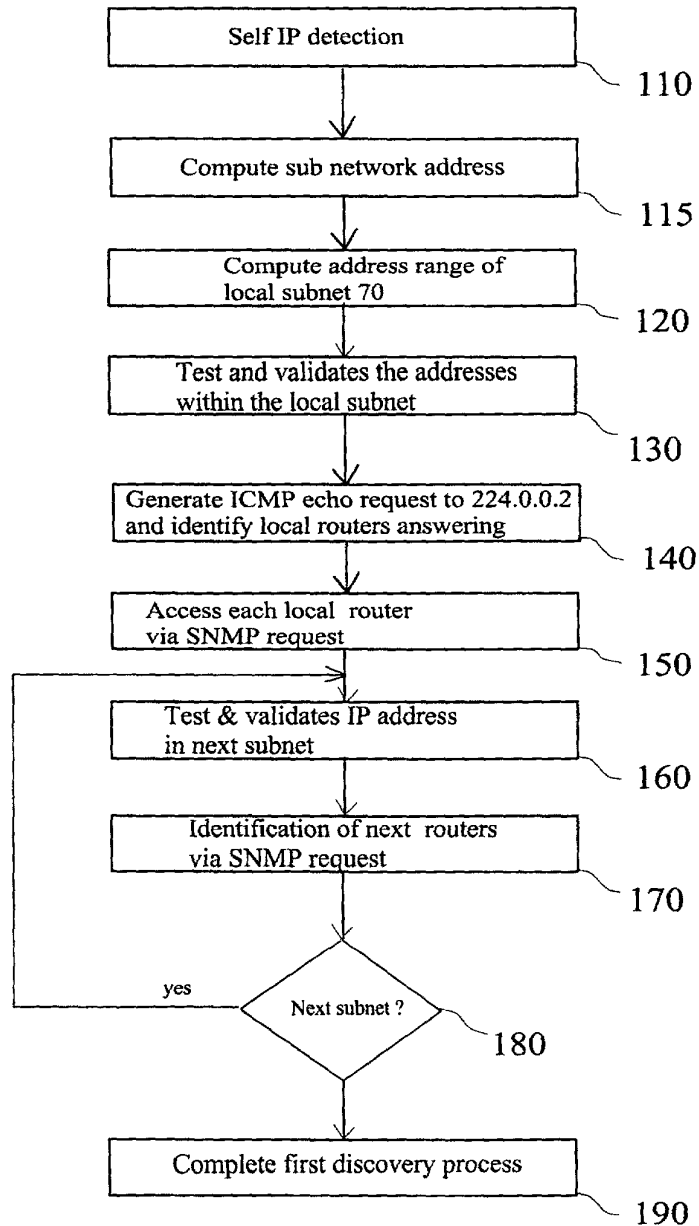 Self IP detection
110
Compute sub network address
115
Compute address range of
local subnet 70
120
Test and validates the addresses
within the local subnet
130
Generate ICMP echo request to 224.0.0.2
and identify local routers answering
140
Access each local router
via SNMP request
150
Test & validates IP address
in next subnet
160
Identification of next routers
via SNMP request
170
yes
Next subnet ?
180
Complete first discovery process
190